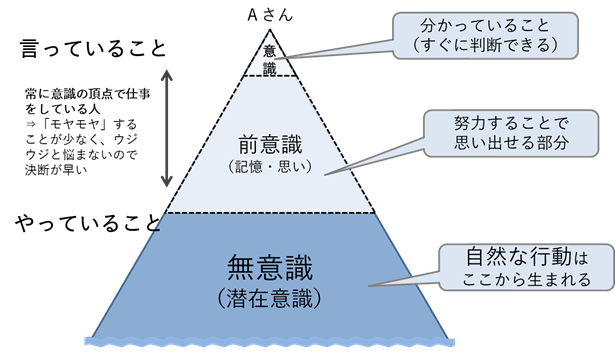 Aさん
言っていること
分かっていること
(すぐに判断できる)
意
識
常に意識の頂点で仕事
をしている人
⇒「モヤモヤ」する
ことが少なく、ウジ
ウジと悩まないので
決断が早い
前意識
(記憶・思い)
努力することで
思い出せる部分
やっていること
無意識
(潜在意識)
自然な行動は
ここから生まれる